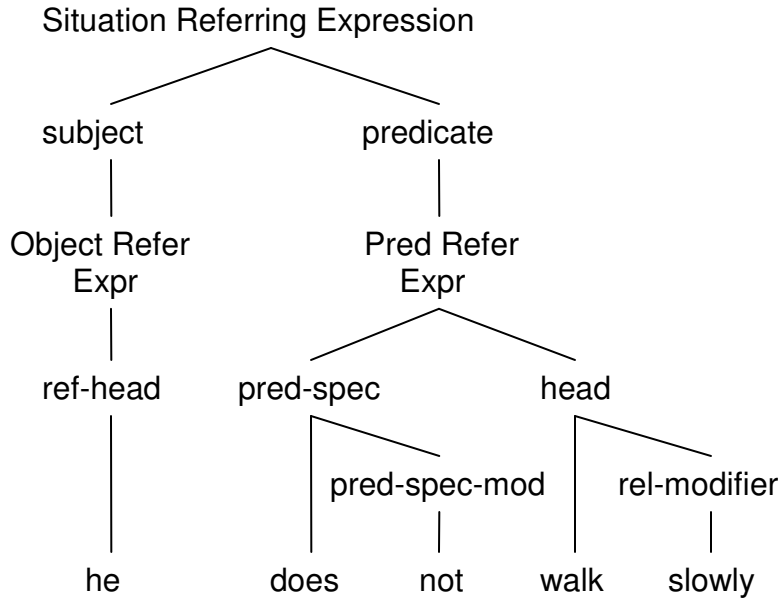 Situation Referring Expression
subject predicate
Object Refer Pred Refer
Expr Expr
ref-head pred-spec head
pred-spec-mod rel-modifier
he does not walk slowly